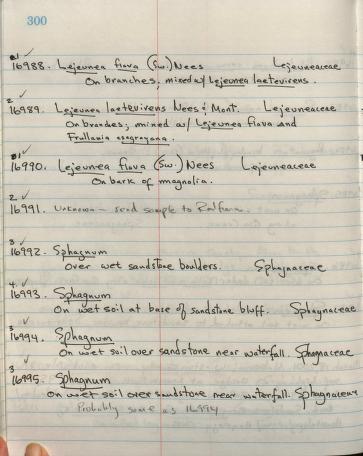 300
2 ✓
16988. Lejeunea flava (Sw.) Nees Lejeuneaceae
On branches, mixed w/ Lejeunea laetevirens.
2 ✓
16989. Lejeunea laetevirens Nees & Mont. Lejeuneaceae
On branches, mixed w/ Lejeunea flava and
Frullania asagrayana.
1 ✓
16990. Lejeunea flava (Sw.) Nees Lejeuneaceae
On bark of magnolia.
2 ✓
16991. Unknown – send sample to
3 ✓
16992. Sphagnum
Over wet sandstone boulders. Sphagnaceae
4 ✓
16993. Sphagnum
On wet soil at base of sandstone bluff. Sphagnaceae
3 ✓
16994. Sphagnum
On wet soil over sandstone near waterfall. Sphagnaceae
3 ✓
16995. Sphagnum
On wet soil over sandstone near waterfall. Sphagnaceae
Probably same as 16994